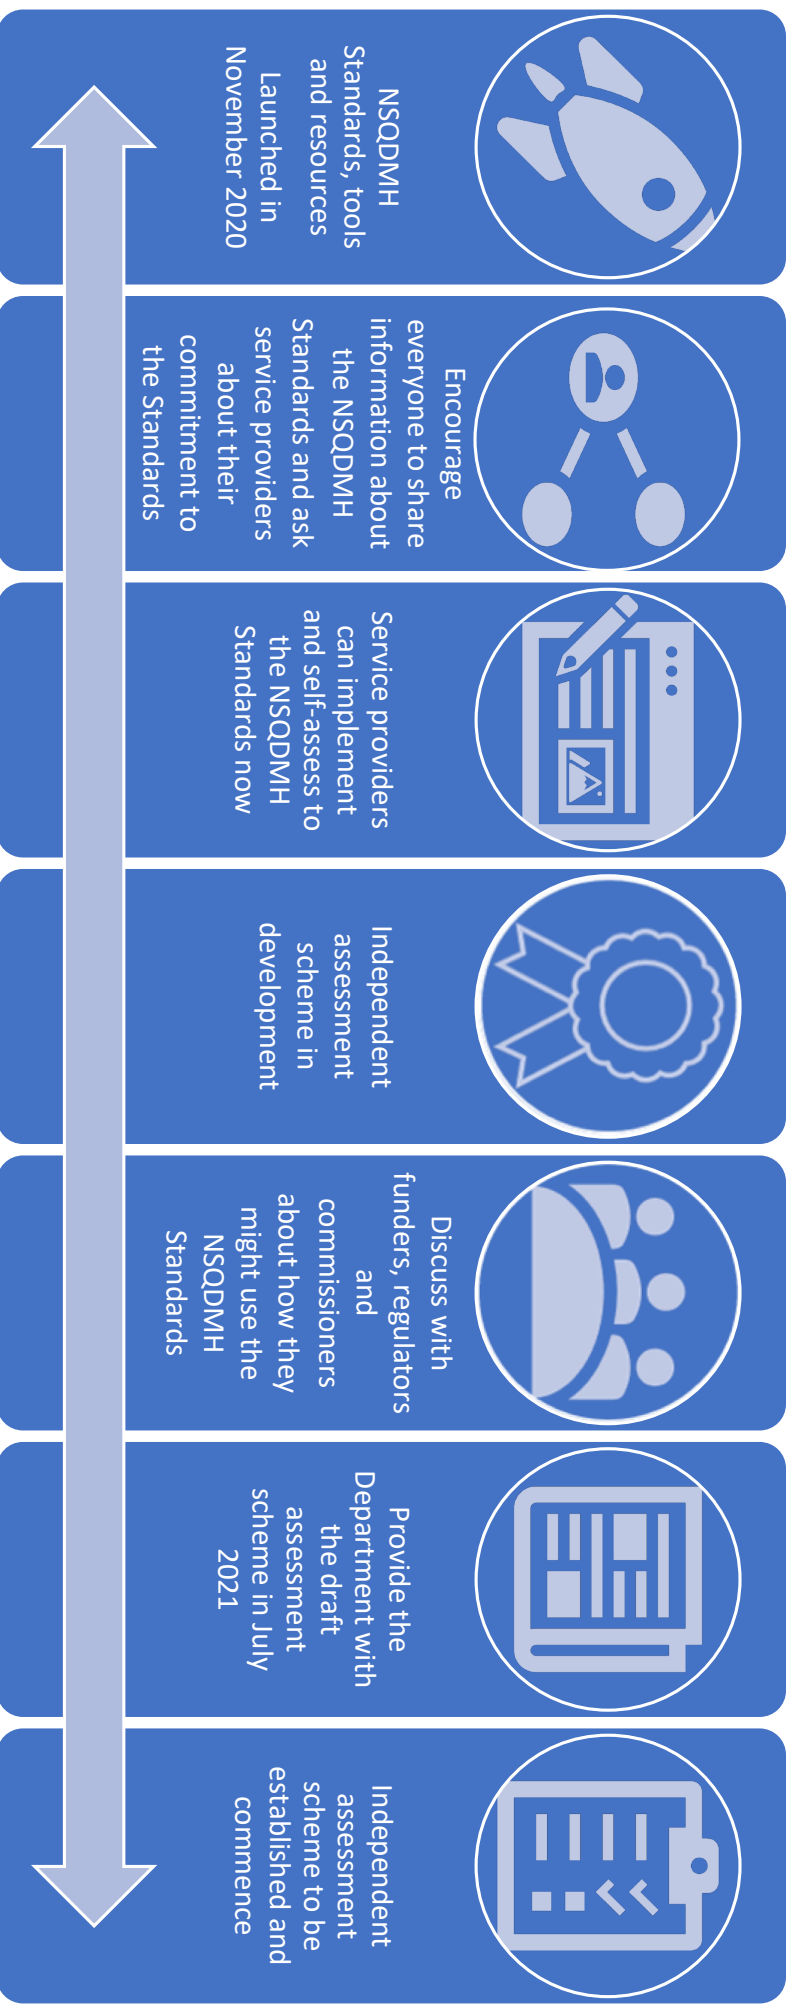 NSQDMH
Standards, tools
and resources
Launched in
November 2020
Encourage
everyone to share
information about
the NSQDMH
Standards and ask
service providers
about their
commitment to
the Standards
Service providers
can implement
and self-assess to
the NSQDMH
Standards now
Independent
assessment
scheme in
development
Discuss with
funders, regulators
and
commissioners
about how they
might use the
NSQDMH
Standards
Provide the
Department with
the draft
assessment
scheme in July
2021
Independent
assessment
scheme to be
established and
commence